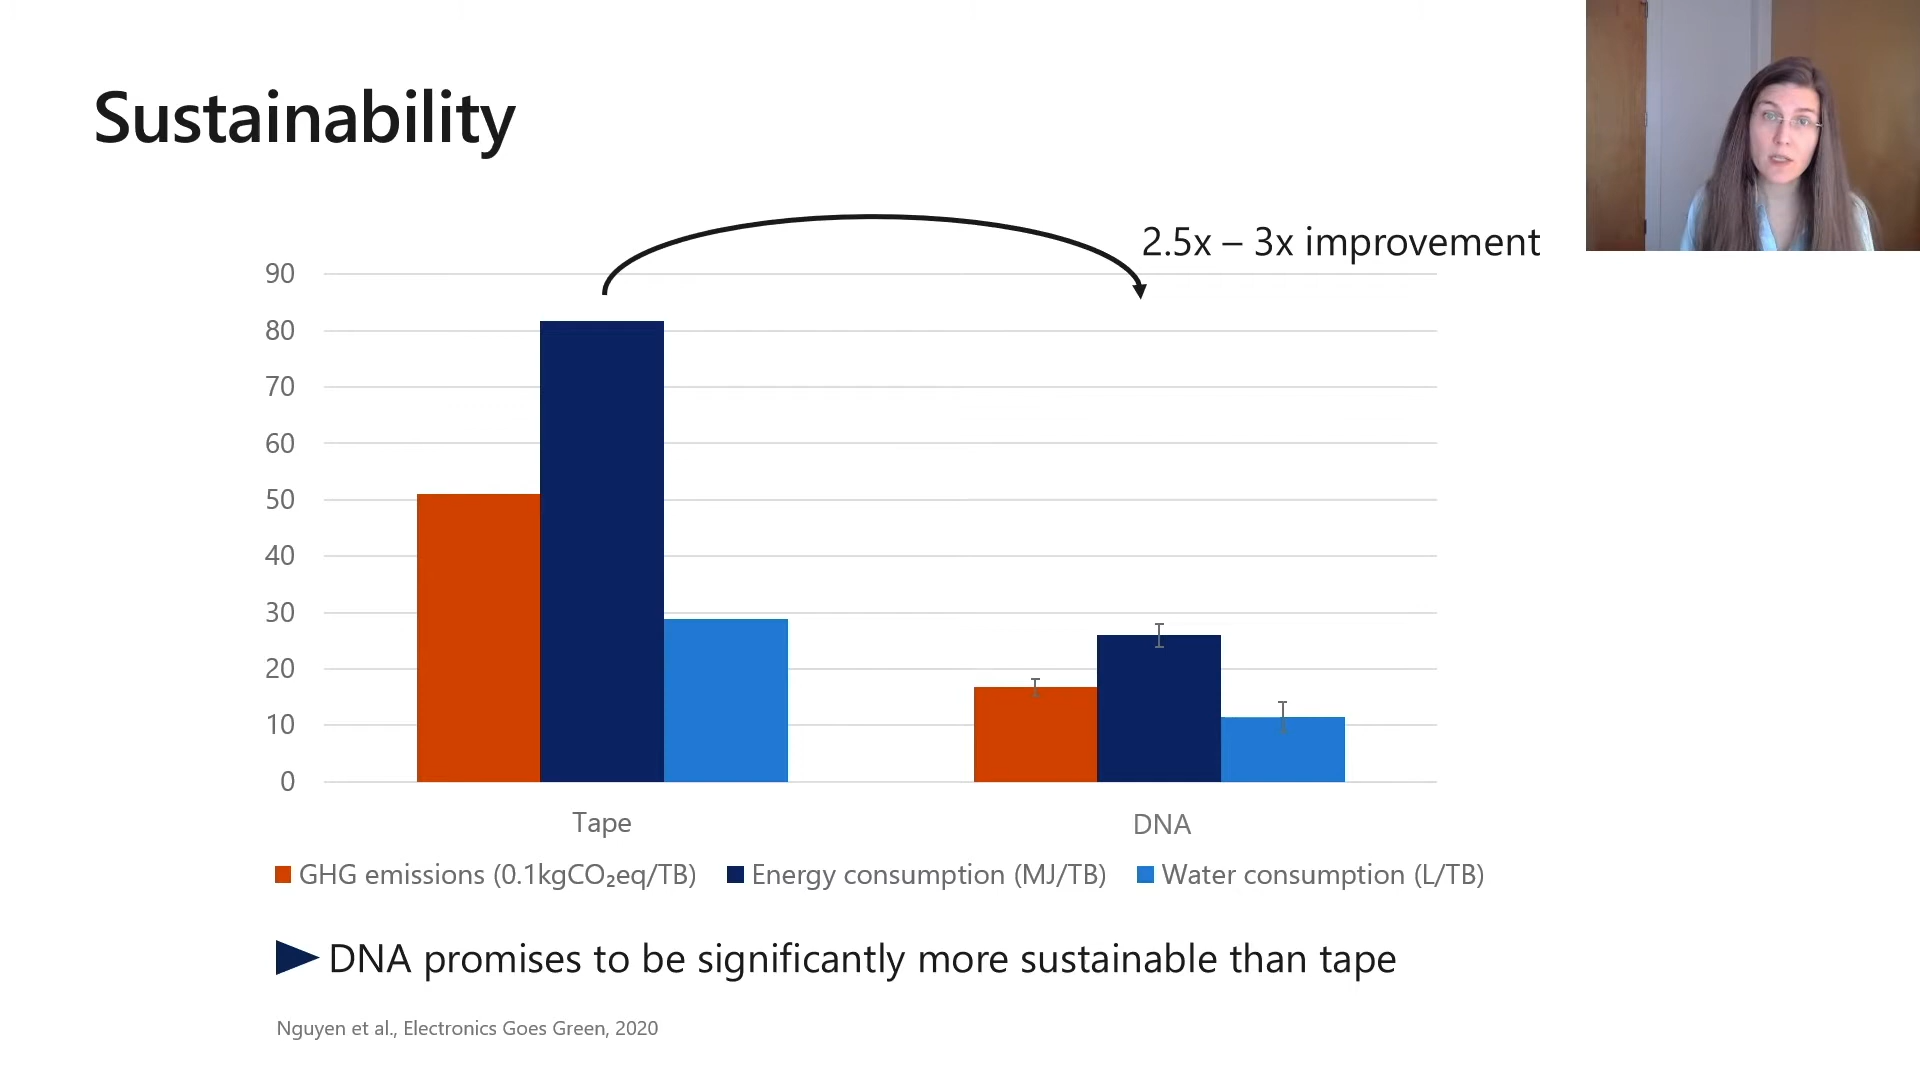 Sustainability
2.5x – 3x improvement
90
80
70
60
50
40
30
20
10
0
Tape
DNA
GHG emissions (0.1kgCO₂eq/TB)
Energy consumption (MJ/TB)
Water consumption (L/TB)
DNA promises to be significantly more sustainable than tape
Nguyen et al., Electronics Goes Green, 2020